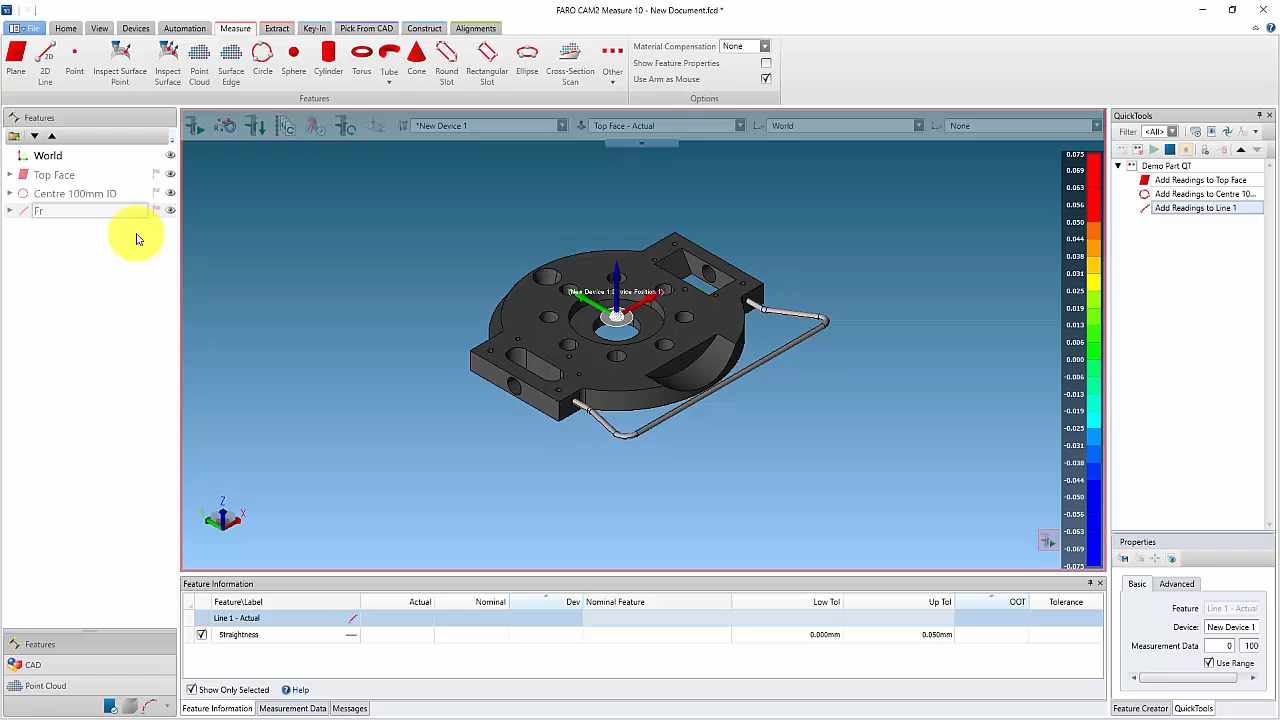 FARO CAM2 Measure 10 - New Document.fcd *
File Home View Devices Automation Measure Extract Key-In Pick From CAD Construct Alignments
Plane
2D Line
Point
Inspect Surface Point
Inspect Surface
Point Cloud
Surface Edge
Circle
Sphere
Cylinder
Torus
Tube
Cone
Round Slot
Rectangular Slot
Ellipse
Cross-Section Scan
Other
Features
Material Compensation None
Show Feature Properties
Use Arm as Mouse
Options
Features
World
Top Face
Centre 100mm ID
Fr
Features
CAD
Point Cloud
*New Device 1
Top Face - Actual
World
None
(New Device 1:Device Position 1)
Z
Y
X
0.075
0.069
0.063
0.056
0.050
0.044
0.038
0.031
0.025
0.019
0.013
0.006
0.000
-0.006
-0.013
-0.019
-0.025
-0.031
-0.038
-0.044
-0.050
-0.056
-0.063
-0.069
-0.075
Feature Information
Feature\Label Actual Nominal Dev Nominal Feature Low Tol Up Tol OOT Tolerance
Line 1 - Actual
Straightness 0.000mm 0.050mm
Show Only Selected Help
Feature Information Measurement Data Messages
QuickTools
Filter <All>
Demo Part QT
Add Readings to Top Face
Add Readings to Centre 10...
Add Readings to Line 1
Properties
Basic Advanced
Feature Line 1 - Actual
Device: New Device 1
Measurement Data 0 100
Use Range
Feature Creator QuickTools